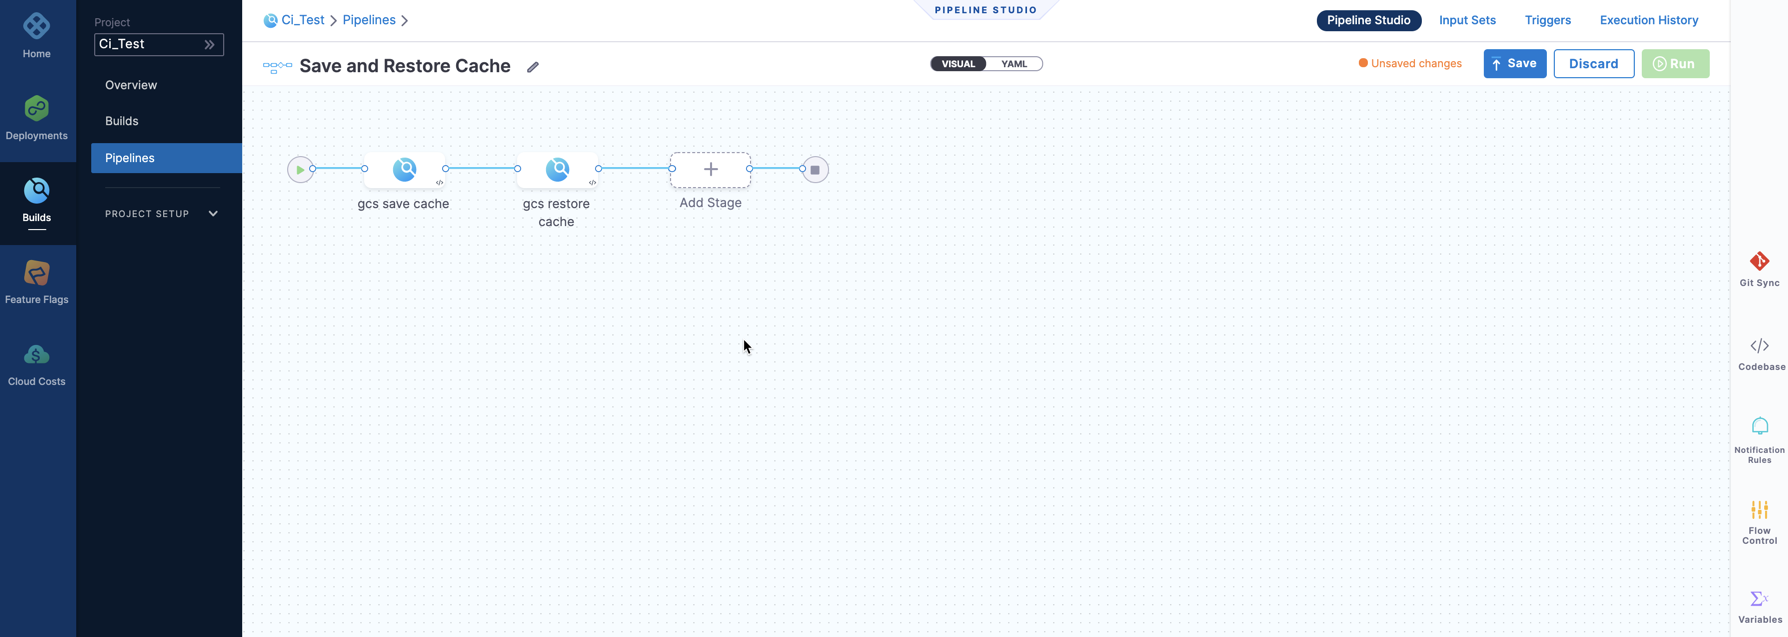 Home
Deployments
Builds
Feature Flags
Cloud Costs
Project
Ci_Test
Overview
Builds
Pipelines
PROJECT SETUP
Ci_Test
Pipelines
PIPELINE STUDIO
Pipeline Studio
Input Sets
Triggers
Execution History
Save and Restore Cache
VISUAL
YAML
Unsaved changes
Save
Discard
Run
gcs save cache
gcs restore
cache
Add Stage
Git Sync
Codebase
Notification
Rules
Flow
Control
Variables